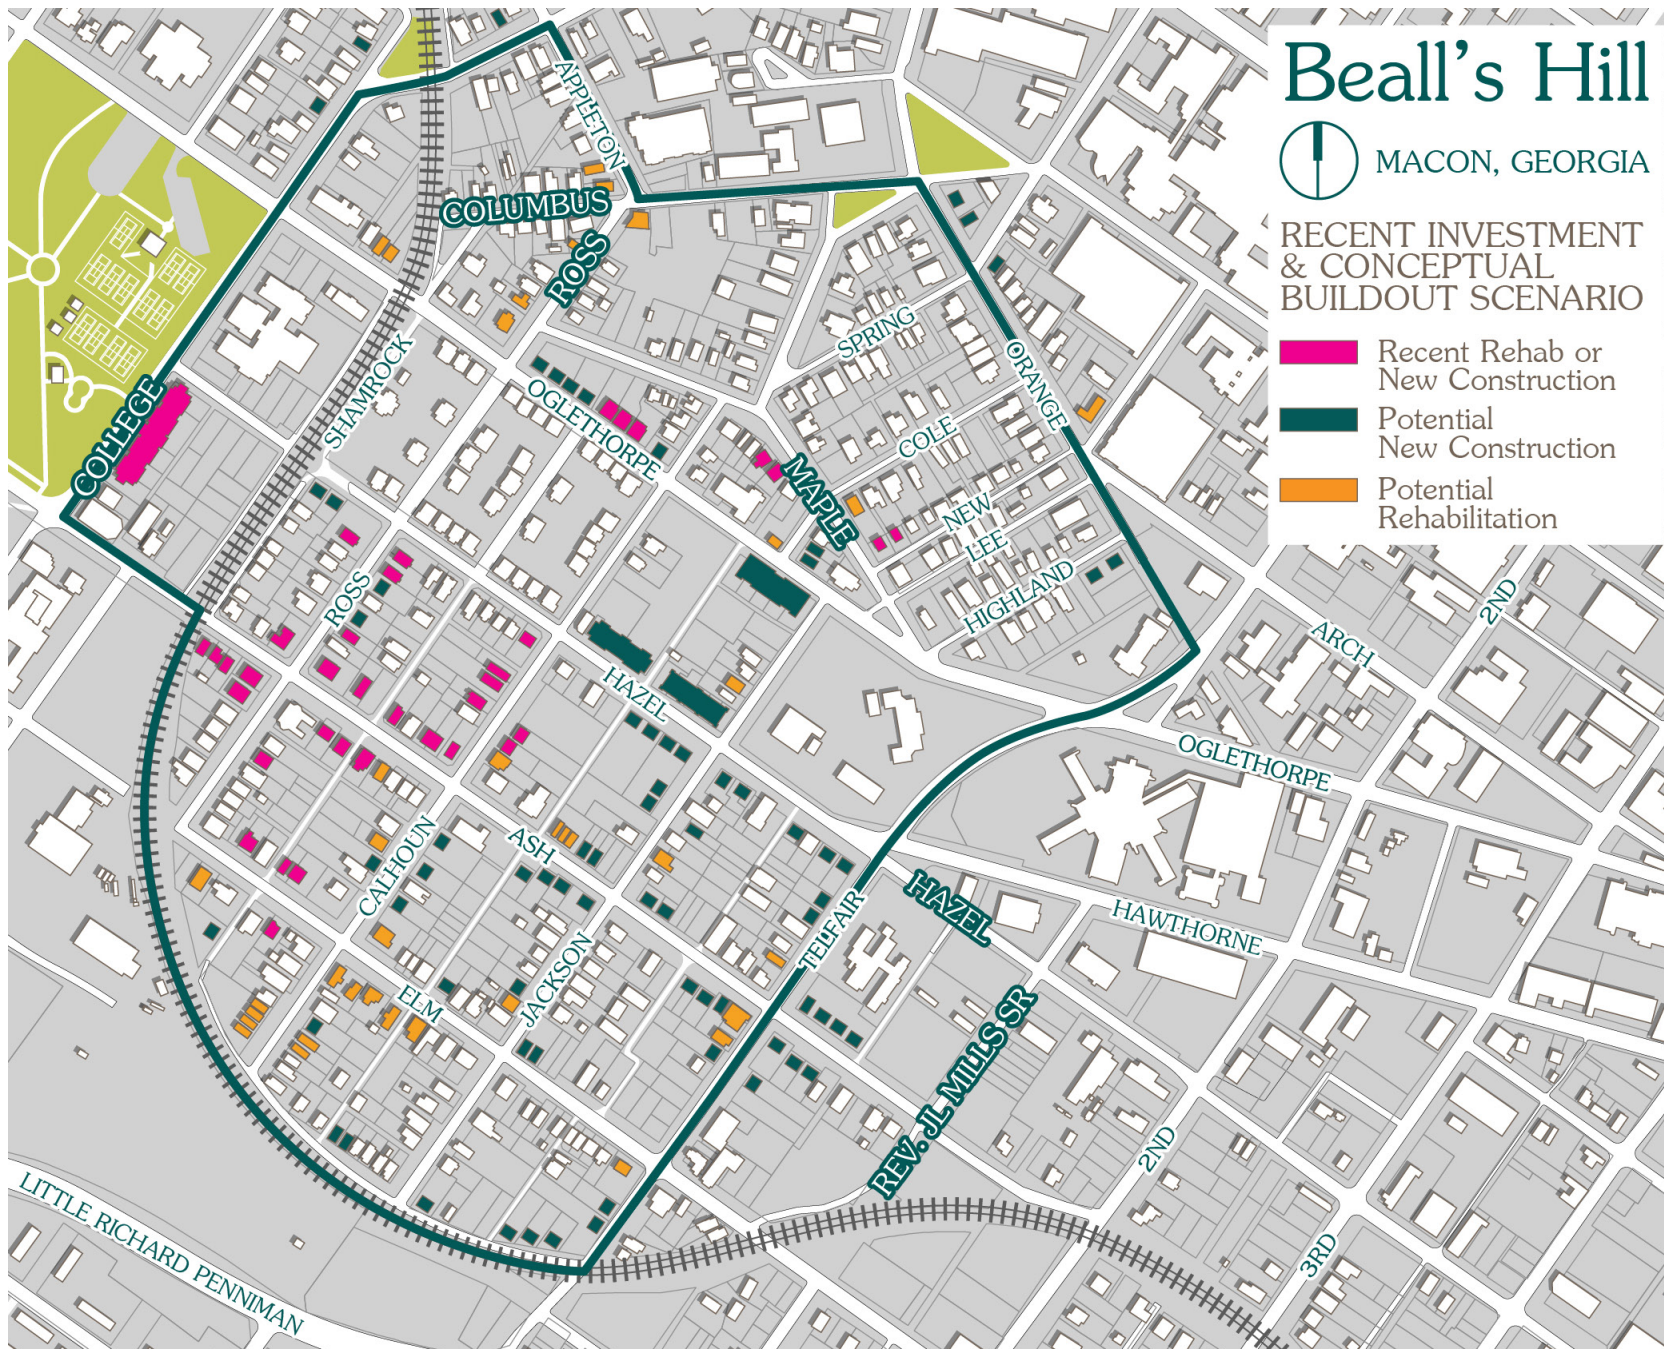 Beall's Hill
MACON, GEORGIA
RECENT INVESTMENT
& CONCEPTUAL
BUILDOUT SCENARIO
Recent Rehab or
New Construction
Potential
New Construction
Potential
Rehabilitation
APPLETON
COLUMBUS
ROSS
SPRING
ORANGE
SHAMROCK
COLLEGE
OGLETHORPE
COLE
MAPLE
NEW
LEE
HIGHLAND
ROSS
2ND
ARCH
HAZEL
OGLETHORPE
CALHOUN
ASH
HAZEL
HAWTHORNE
TELFAIR
JACKSON
ELM
REV. JL MILLS SR
2ND
LITTLE RICHARD PENNIMAN
3RD